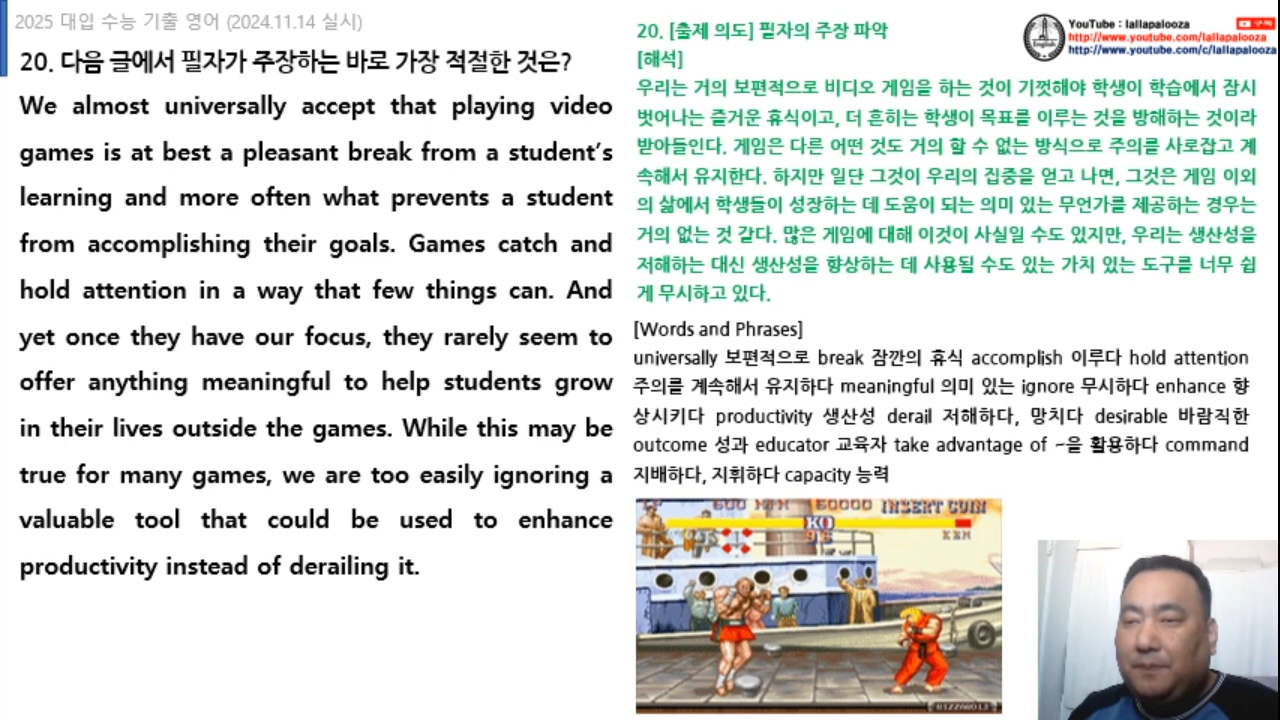 2025 대입 수능 기출 영어 (2024.11.14 실시)
20. 다음 글에서 필자가 주장하는 바로 가장 적절한 것은?
We almost universally accept that playing video
games is at best a pleasant break from a student's
learning and more often what prevents a student
from accomplishing their goals. Games catch and
hold attention in a way that few things can. And
yet once they have our focus, they rarely seem to
offer anything meaningful to help students grow
in their lives outside the games. While this may be
true for many games, we are too easily ignoring a
valuable tool that could be used to enhance
productivity instead of derailing it.
20. [출제 의도] 필자의 주장 파악
[해석]
우리는 거의 보편적으로 비디오 게임을 하는 것이 기껏해야 학생이 학습에서 잠시
벗어나는 즐거운 휴식이고, 더 흔히는 학생이 목표를 이루는 것을 방해하는 것이라
받아들인다. 게임은 다른 어떤 것도 거의 할 수 없는 방식으로 주의를 사로잡고 계
속해서 유지한다. 하지만 일단 그것이 우리의 집중을 얻고 나면, 그것은 게임 이외
의 삶에서 학생들이 성장하는 데 도움이 되는 의미 있는 무언가를 제공하는 경우는
거의 없는 것 같다. 많은 게임에 대해 이것이 사실일 수도 있지만, 우리는 생산성을
저해하는 대신 생산성을 향상하는 데 사용될 수도 있는 가치 있는 도구를 너무 쉽
게 무시하고 있다.
[Words and Phrases]
universally 보편적으로 break 잠깐의 휴식 accomplish 이루다 hold attention
주의를 계속해서 유지하다 meaningful 의미 있는 ignore 무시하다 enhance 향
상시키다 productivity 생산성 derail 저해하다, 망치다 desirable 바람직한
outcome 성과 educator 교육자 take advantage of ~을 활용하다 command
지배하다, 지휘하다 capacity 능력
YouTube : lallapalooza
구독
http://www.youtube.com/lallapalooza
http://www.youtube.com/c/lallapalooza
English
50000 INSERT COIN
KO
KEN